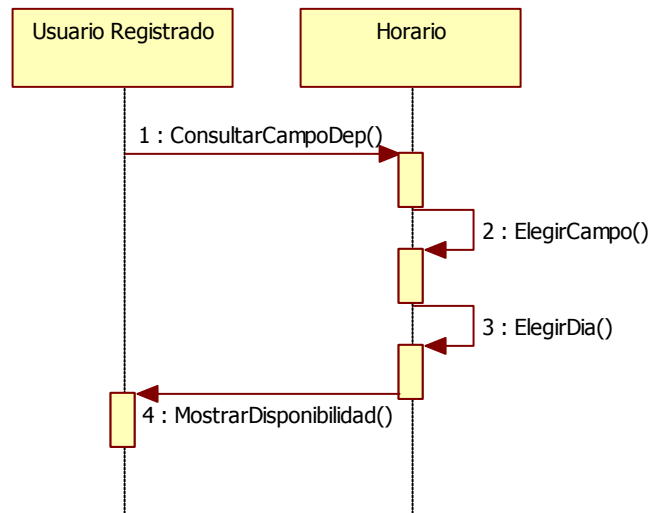 Usuario Registrado
Horario
1 : ConsultarCampoDep()
2 : ElegirCampo()
3 : ElegirDia()
4 : MostrarDisponibilidad()